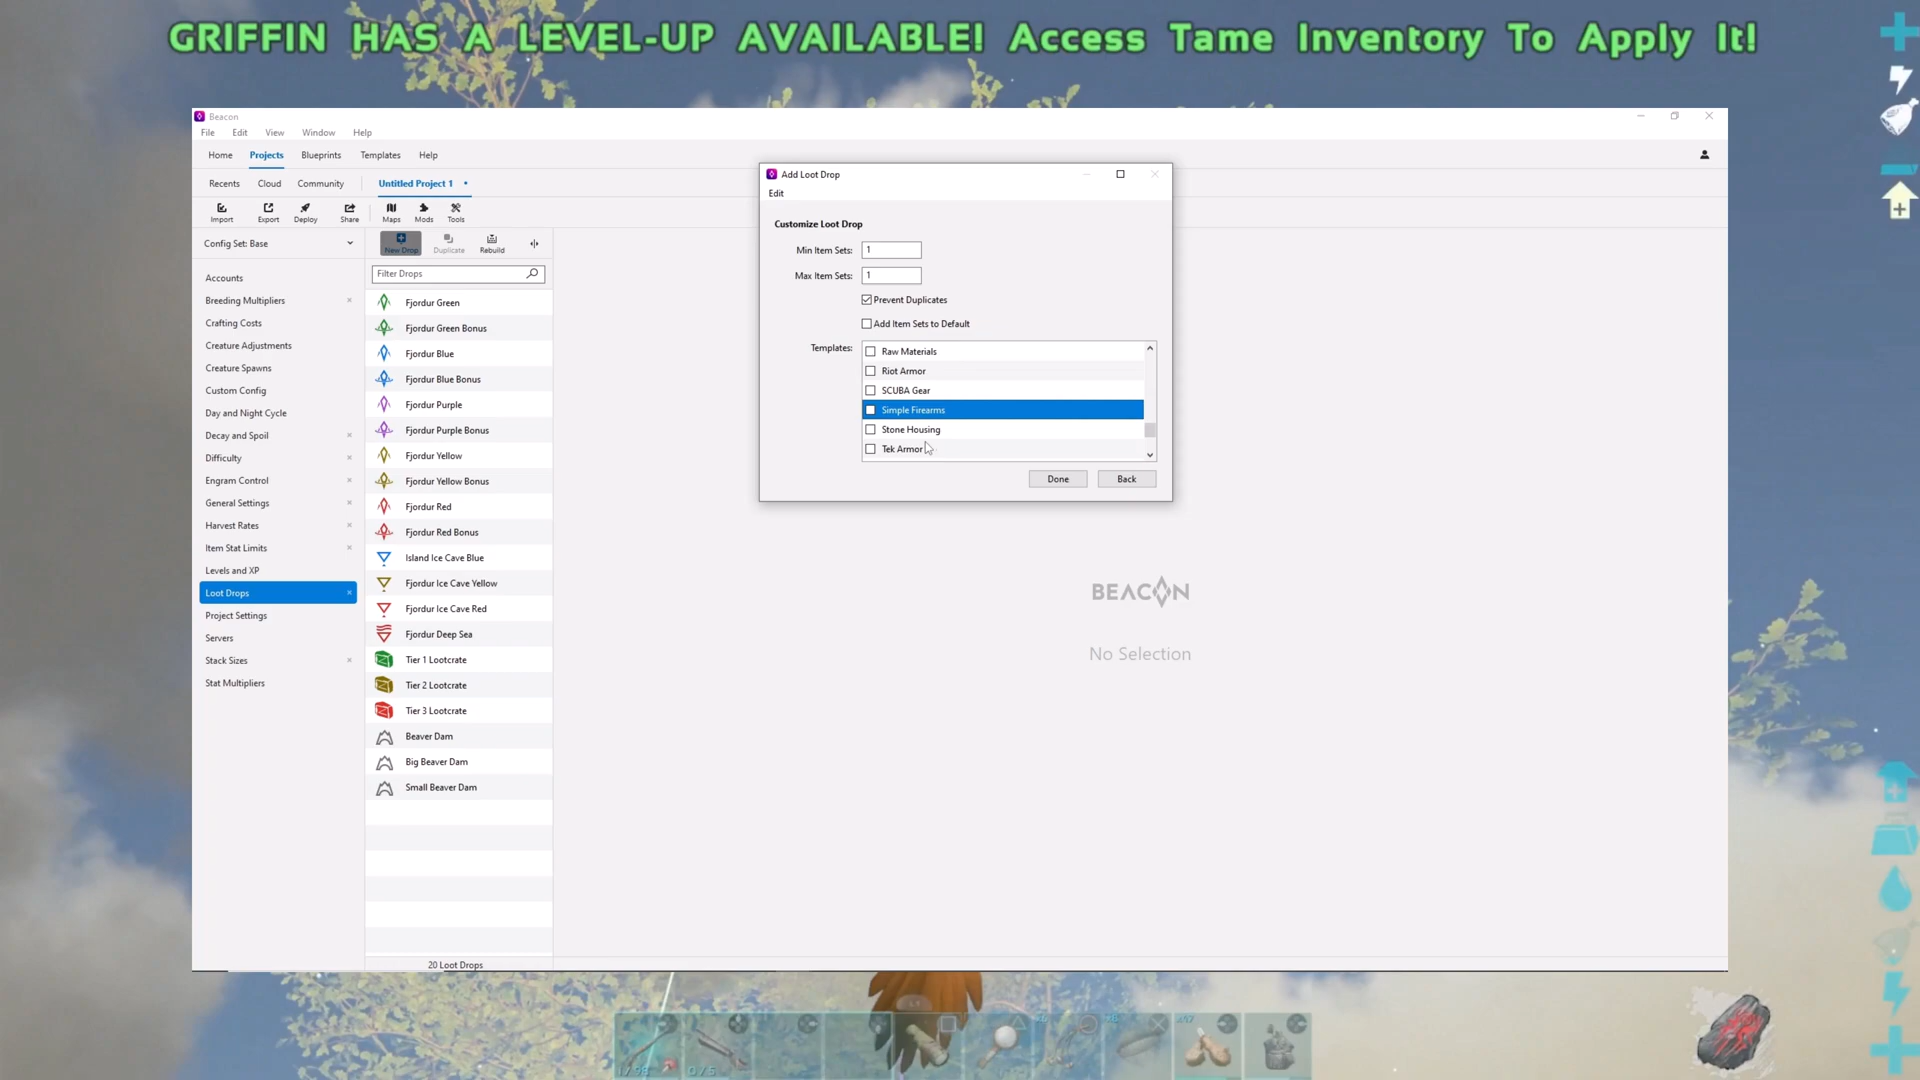 GRIFFIN HAS A LEVEL-UP AVAILABLE! Access Tame Inventory To Apply It!
Beacon
File Edit View Window Help
Home Projects Blueprints Templates Help
Recents Cloud Community Untitled Project 1 •
Import Export Deploy Share Maps Mods Tools
Config Set: Base
New Drop Duplicate Rebuild
Filter Drops
Accounts
Breeding Multipliers
Crafting Costs
Creature Adjustments
Creature Spawns
Custom Config
Day and Night Cycle
Decay and Spoil
Difficulty
Engram Control
General Settings
Harvest Rates
Item Stat Limits
Levels and XP
Loot Drops
Project Settings
Servers
Stack Sizes
Stat Multipliers
Fjordur Green
Fjordur Green Bonus
Fjordur Blue
Fjordur Blue Bonus
Fjordur Purple
Fjordur Purple Bonus
Fjordur Yellow
Fjordur Yellow Bonus
Fjordur Red
Fjordur Red Bonus
Island Ice Cave Blue
Fjordur Ice Cave Yellow
Fjordur Ice Cave Red
Fjordur Deep Sea
Tier 1 Lootcrate
Tier 2 Lootcrate
Tier 3 Lootcrate
Beaver Dam
Big Beaver Dam
Small Beaver Dam
20 Loot Drops
Add Loot Drop
Edit
Customize Loot Drop
Min Item Sets: 1
Max Item Sets: 1
Prevent Duplicates
Add Item Sets to Default
Templates:
Raw Materials
Riot Armor
SCUBA Gear
Simple Firearms
Stone Housing
Tek Armor
Done Back
BEACON
No Selection